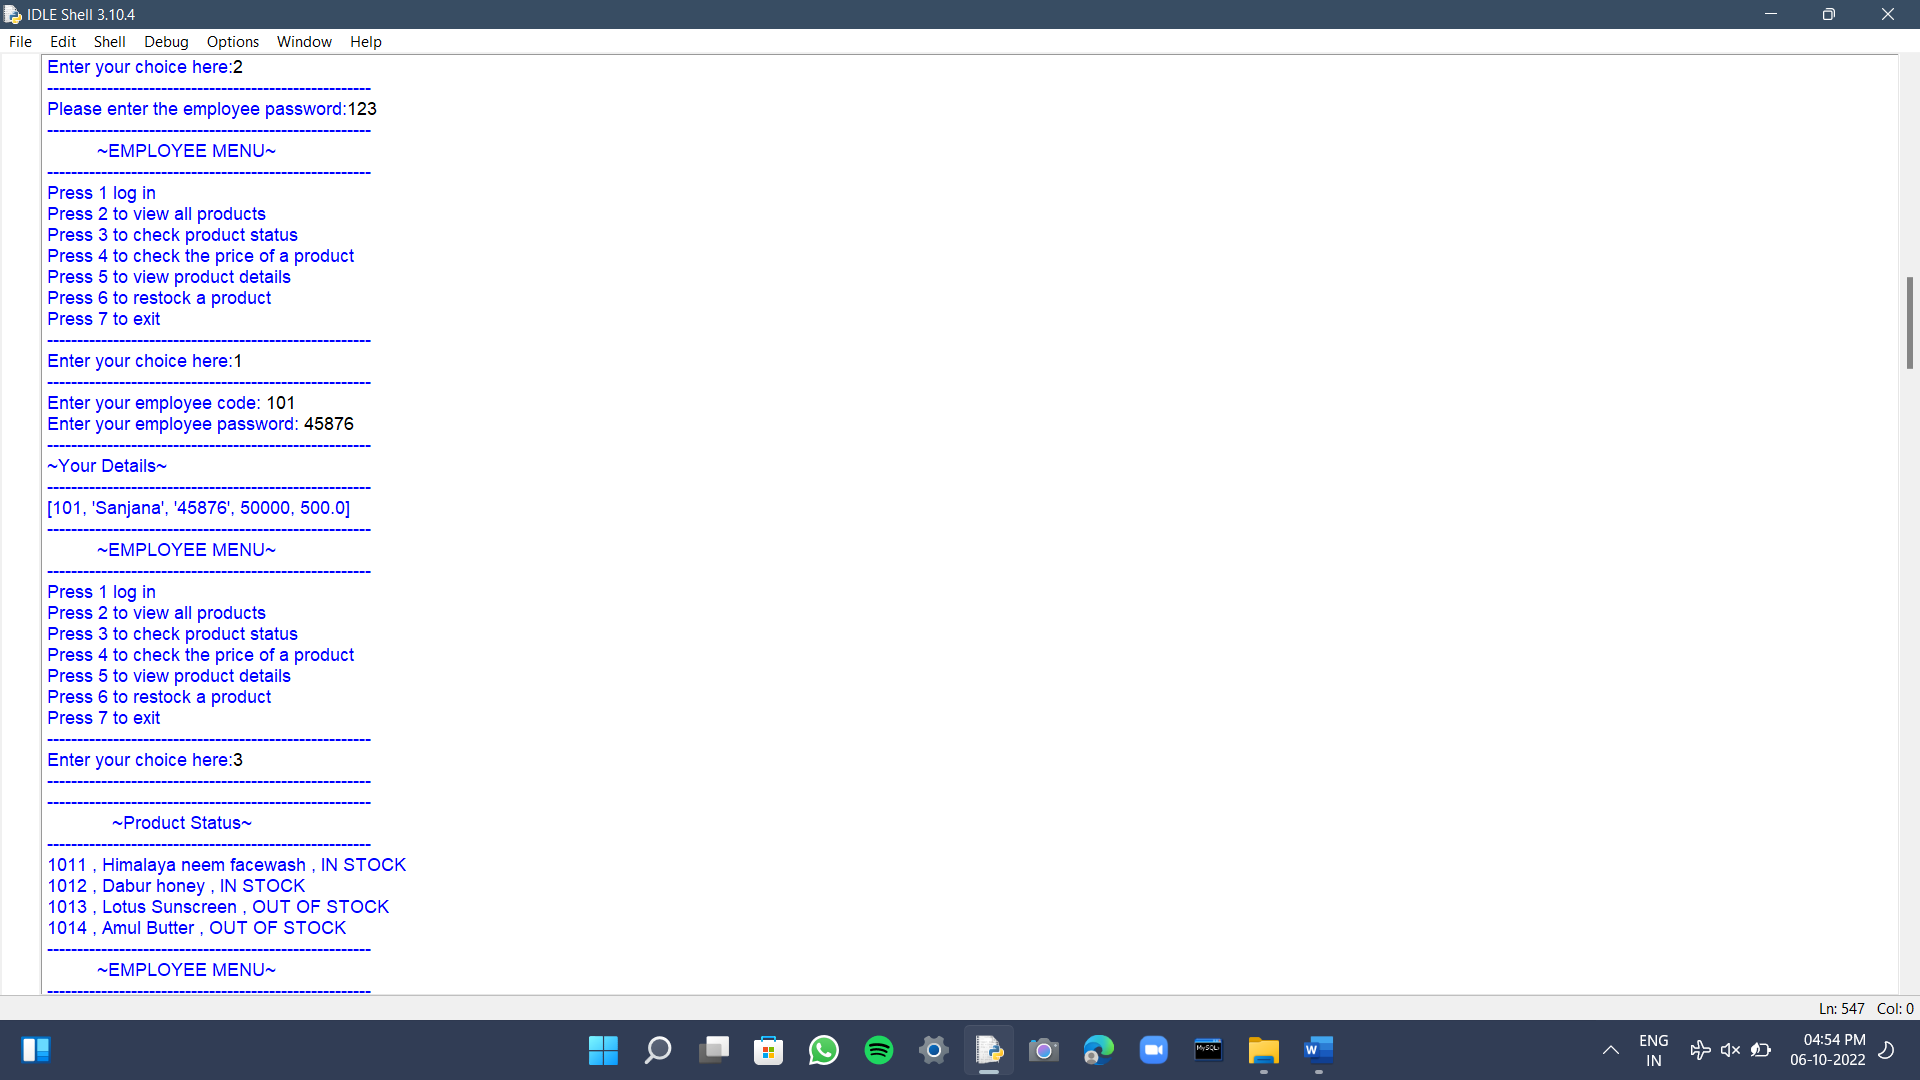 IDLE Shell 3.10.4
File Edit Shell Debug Options Window Help
Enter your choice here:2
------------------------------------------------------
Please enter the employee password:123
------------------------------------------------------
~EMPLOYEE MENU~
------------------------------------------------------
Press 1 log in
Press 2 to view all products
Press 3 to check product status
Press 4 to check the price of a product
Press 5 to view product details
Press 6 to restock a product
Press 7 to exit
------------------------------------------------------
Enter your choice here:1
------------------------------------------------------
Enter your employee code: 101
Enter your employee password: 45876
------------------------------------------------------
~Your Details~
------------------------------------------------------
[101, 'Sanjana', '45876', 50000, 500.0]
------------------------------------------------------
~EMPLOYEE MENU~
------------------------------------------------------
Press 1 log in
Press 2 to view all products
Press 3 to check product status
Press 4 to check the price of a product
Press 5 to view product details
Press 6 to restock a product
Press 7 to exit
------------------------------------------------------
Enter your choice here:3
------------------------------------------------------
------------------------------------------------------
~Product Status~
------------------------------------------------------
1011 , Himalaya neem facewash , IN STOCK
1012 , Dabur honey , IN STOCK
1013 , Lotus Sunscreen , OUT OF STOCK
1014 , Amul Butter , OUT OF STOCK
------------------------------------------------------
~EMPLOYEE MENU~
------------------------------------------------------
Ln: 547 Col: 0
MySQL
W
ENG
IN
04:54 PM
06-10-2022